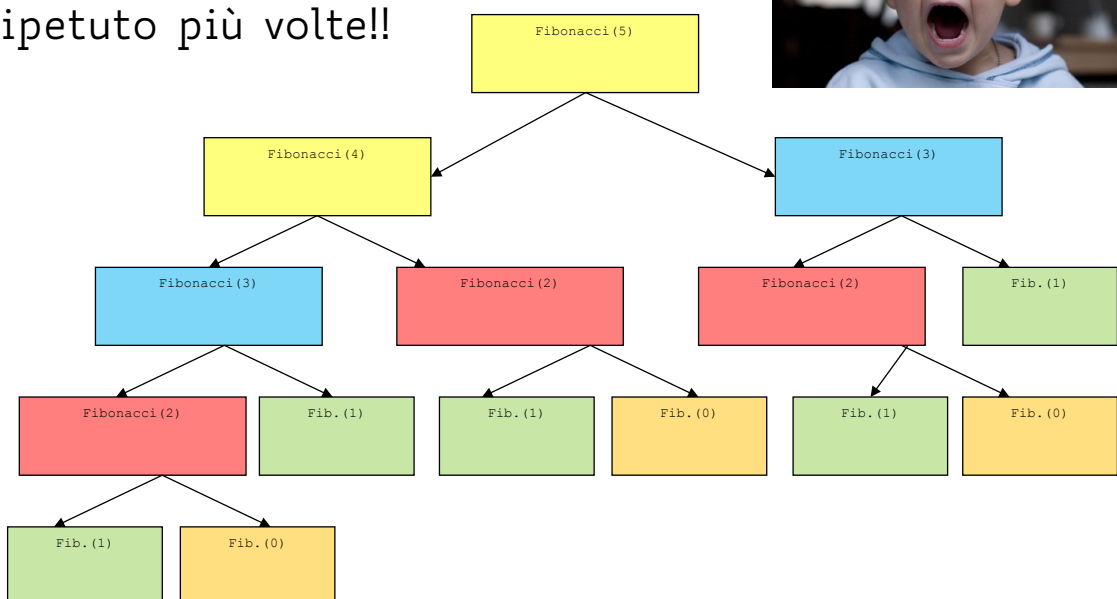 ipetuto più volte!!
Fibonacci(5)
Fibonacci(4)
Fibonacci(3)
Fibonacci(3)
Fibonacci(2)
Fibonacci(2)
Fib.(1)
Fibonacci(2)
Fib.(1)
Fib.(1)
Fib.(0)
Fib.(1)
Fib.(0)
Fib.(1)
Fib.(0)